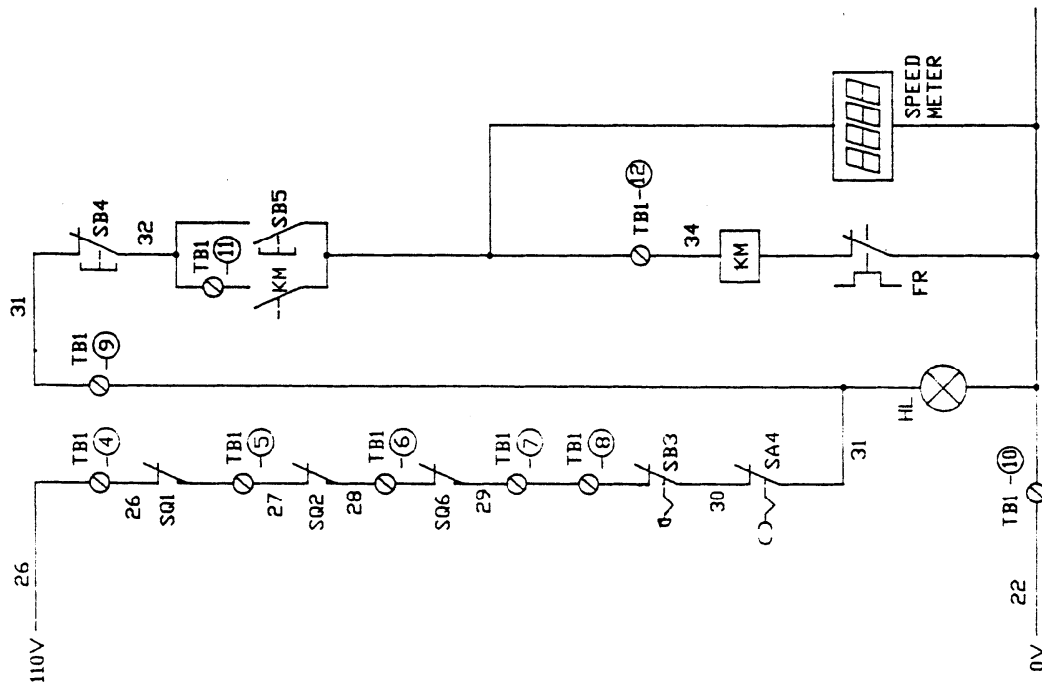 110V
26
TB1
-④
26
SQ1
TB1
-⑤
27
SQ2
28
TB1
-⑥
SQ6
29
TB1
-⑦
TB1
-⑧
SB3
30
SA4
31
TB1
-⑨
31
SB4
32
TB1
-⑪
KM
SB5
TB1-⑫
34
KM
FR
HL
SPEED
METER
0V
22
TB1 -⑩